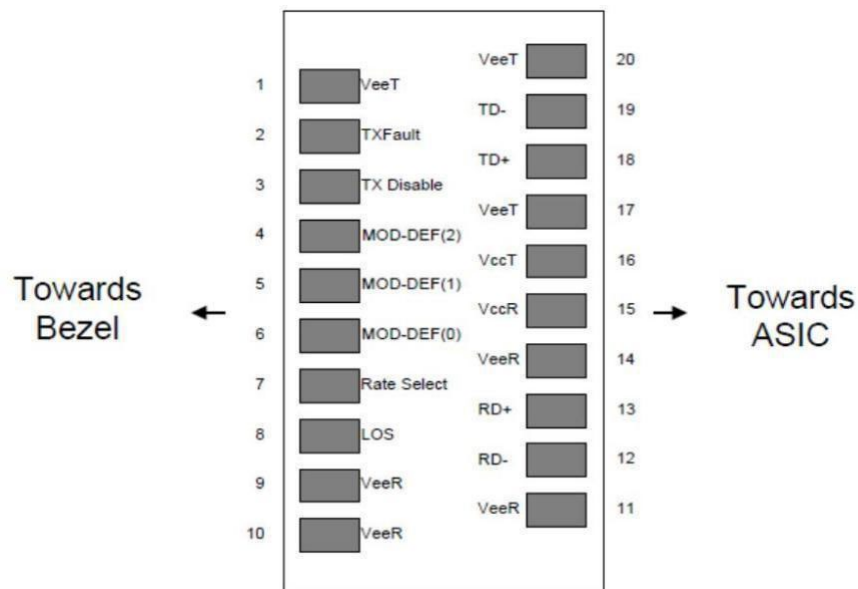 VeeT 20
1 VeeT
TD- 19
2 TXFault
TD+ 18
3 TX Disable
VeeT 17
4 MOD-DEF(2)
VccT 16
5 MOD-DEF(1)
Towards
Bezel
VccR 15
Towards
ASIC
6 MOD-DEF(0)
VeeR 14
7 Rate Select
RD+ 13
8 LOS
RD- 12
9 VeeR
VeeR 11
10 VeeR